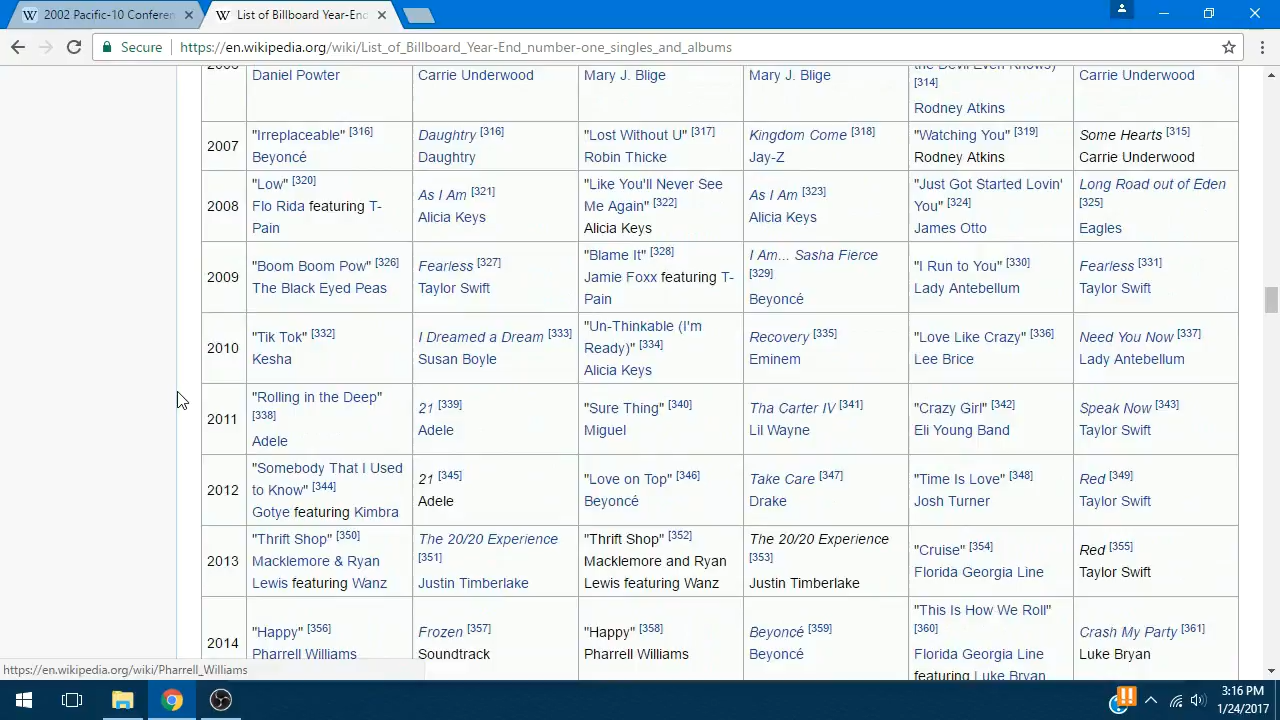 2002 Pacific-10 Conferen
List of Billboard Year-End
Secure
https://en.wikipedia.org/wiki/List_of_Billboard_Year-End_number-one_singles_and_albums
Daniel Powter
Carrie Underwood
Mary J. Blige
Mary J. Blige
the Devil Even Knows)
[314]
Rodney Atkins
Carrie Underwood
2007
"Irreplaceable" [316]
Beyoncé
Daughtry [316]
Daughtry
"Lost Without U" [317]
Robin Thicke
Kingdom Come [318]
Jay-Z
"Watching You" [319]
Rodney Atkins
Some Hearts [315]
Carrie Underwood
2008
"Low" [320]
Flo Rida featuring T-
Pain
As I Am [321]
Alicia Keys
"Like You'll Never See
Me Again" [322]
Alicia Keys
As I Am [323]
Alicia Keys
"Just Got Started Lovin'
You" [324]
James Otto
Long Road out of Eden
[325]
Eagles
2009
"Boom Boom Pow" [326]
The Black Eyed Peas
Fearless [327]
Taylor Swift
"Blame It" [328]
Jamie Foxx featuring T-
Pain
I Am... Sasha Fierce
[329]
Beyoncé
"I Run to You" [330]
Lady Antebellum
Fearless [331]
Taylor Swift
2010
"Tik Tok" [332]
Kesha
I Dreamed a Dream [333]
Susan Boyle
"Un-Thinkable (I'm
Ready)" [334]
Alicia Keys
Recovery [335]
Eminem
"Love Like Crazy" [336]
Lee Brice
Need You Now [337]
Lady Antebellum
2011
"Rolling in the Deep"
[338]
Adele
21 [339]
Adele
"Sure Thing" [340]
Miguel
Tha Carter IV [341]
Lil Wayne
"Crazy Girl" [342]
Eli Young Band
Speak Now [343]
Taylor Swift
2012
"Somebody That I Used
to Know" [344]
Gotye featuring Kimbra
21 [345]
Adele
"Love on Top" [346]
Beyoncé
Take Care [347]
Drake
"Time Is Love" [348]
Josh Turner
Red [349]
Taylor Swift
2013
"Thrift Shop" [350]
Macklemore & Ryan
Lewis featuring Wanz
The 20/20 Experience
[351]
Justin Timberlake
"Thrift Shop" [352]
Macklemore and Ryan
Lewis featuring Wanz
The 20/20 Experience
[353]
Justin Timberlake
"Cruise" [354]
Florida Georgia Line
Red [355]
Taylor Swift
2014
"Happy" [356]
Pharrell Williams
Frozen [357]
Soundtrack
"Happy" [358]
Pharrell Williams
Beyoncé [359]
Beyoncé
"This Is How We Roll"
[360]
Florida Georgia Line
featuring Luke Bryan
Crash My Party [361]
Luke Bryan
https://en.wikipedia.org/wiki/Pharrell_Williams
3:16 PM
1/24/2017